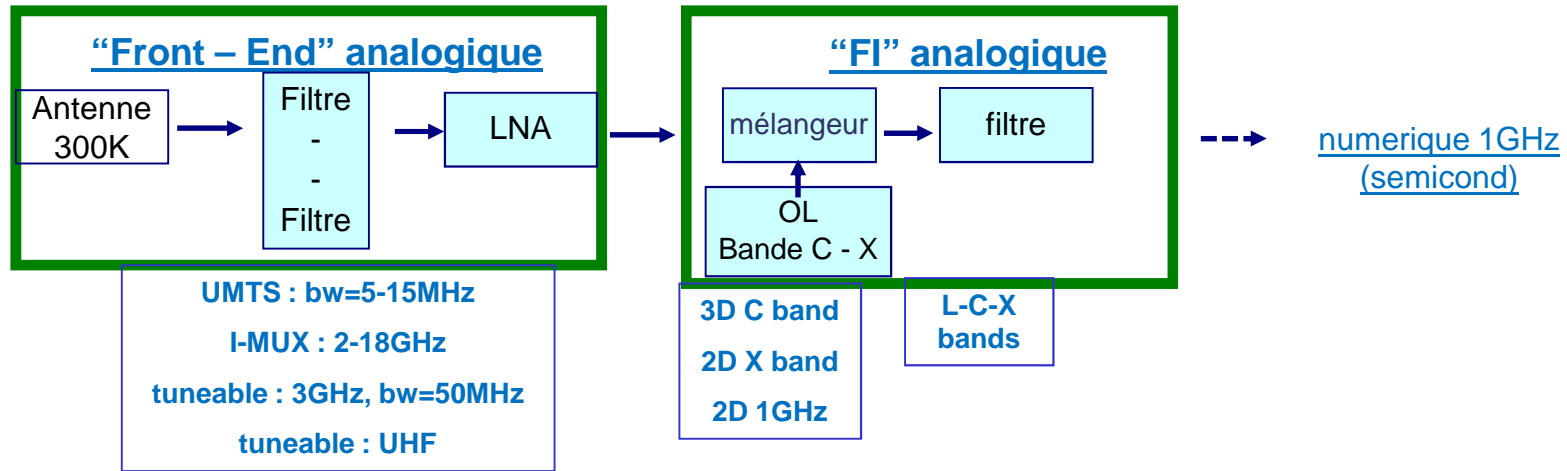 “Front – End” analogique
Antenne
300K
Filtre
-
-
Filtre
LNA
“FI” analogique
mélangeur
filtre
OL
Bande C - X
numerique 1GHz
(semicond)
UMTS : bw=5-15MHz
I-MUX : 2-18GHz
tuneable : 3GHz, bw=50MHz
tuneable : UHF
3D C band
2D X band
2D 1GHz
L-C-X
bands